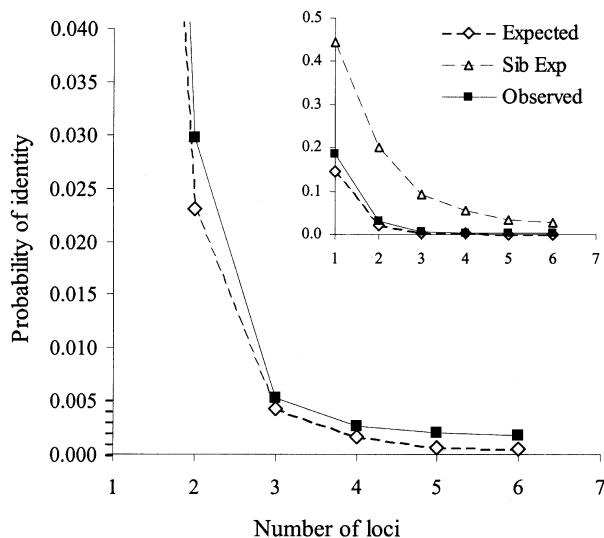 0.040
0.035
0.030
0.025
0.020
0.015
0.010
0.005
0.000
1 2 3 4 5 6 7
Number of loci
Probability of identity
0.5
0.4
0.3
0.2
0.1
0.0
1 2 3 4 5 6 7
Expected
Sib Exp
Observed